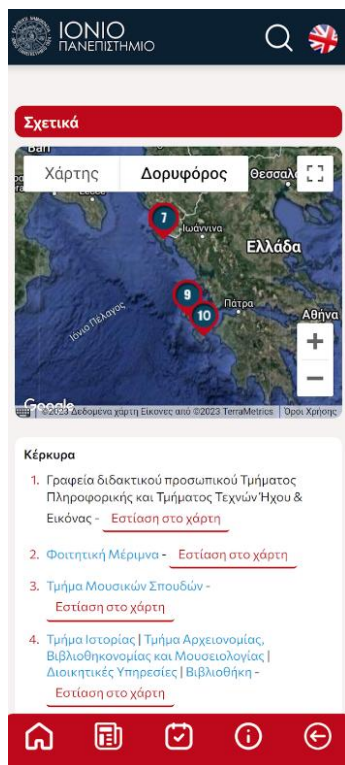 ΙΟΝΙΟ
ΠΑΝΕΠΙΣΤΗΜΙΟ
Σχετικά
Bari
Χάρτης
Δορυφόρος
Θεσσαλο
7
Ιωάννινα
Ελλάδα
9
10
Πάτρα
Αθήνα
Ιόνιο Πέλαγος
+
−
Google
©2023 Δεδομένα χάρτη Εικόνες από ©2023 TerraMetrics
Όροι Χρήσης
Κέρκυρα
1. Γραφεία διδακτικού προσωπικού Τμήματος
Πληροφορικής και Τμήματος Τεχνών Ήχου &
Εικόνας - Εστίαση στο χάρτη
2. Φοιτητική Μέριμνα - Εστίαση στο χάρτη
3. Τμήμα Μουσικών Σπουδών -
Εστίαση στο χάρτη
4. Τμήμα Ιστορίας | Τμήμα Αρχειονομίας,
Βιβλιοθηκονομίας και Μουσειολογίας |
Διοικητικές Υπηρεσίες | Βιβλιοθήκη -
Εστίαση στο χάρτη